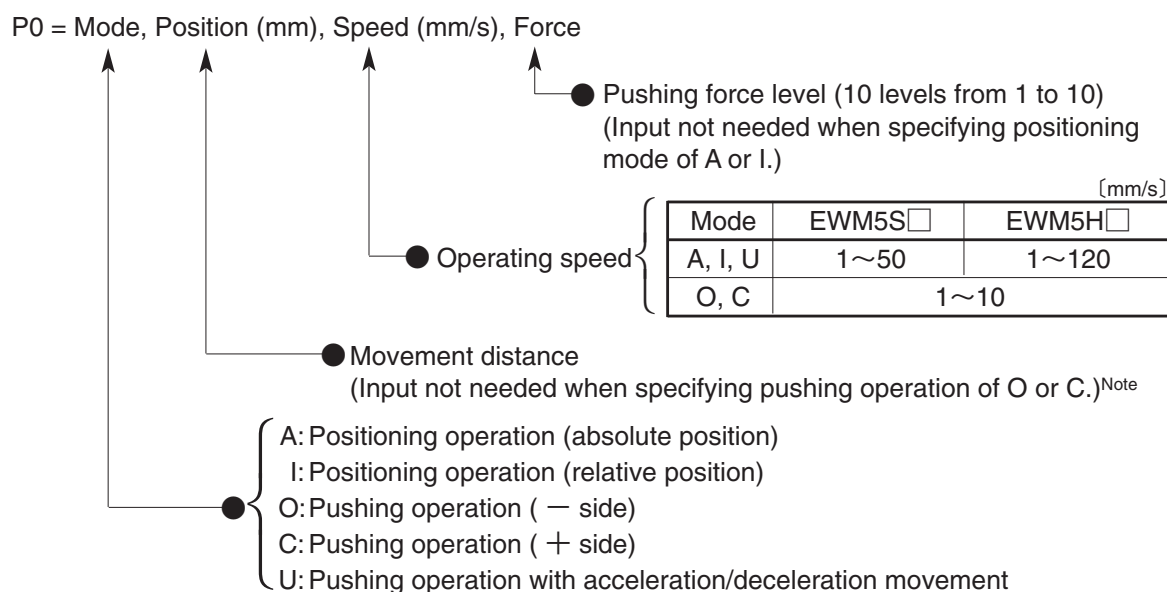 P0 = Mode, Position (mm), Speed (mm/s), Force
Pushing force level (10 levels from 1 to 10)
(Input not needed when specifying positioning
mode of A or I.)
〔mm/s〕
Mode EWM5S□ EWM5H□
A, I, U 1～50 1～120
O, C 1～10
Operating speed
Movement distance
(Input not needed when specifying pushing operation of O or C.)Note
A: Positioning operation (absolute position)
I: Positioning operation (relative position)
O: Pushing operation ( － side)
C: Pushing operation ( ＋ side)
U: Pushing operation with acceleration/deceleration movement